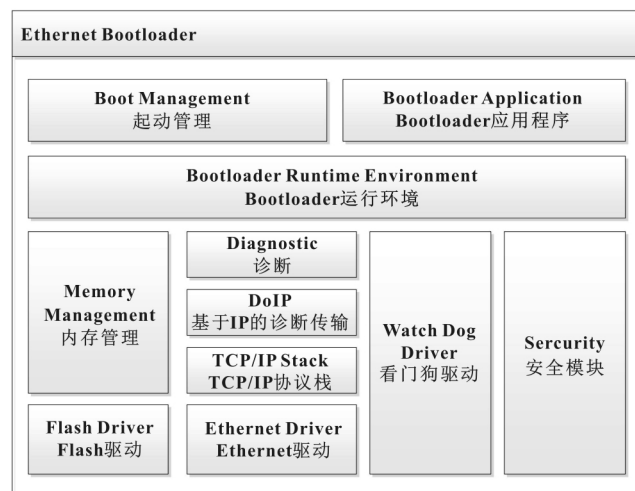 Ethernet Bootloader
Boot Management
起动管理
Bootloader Application
Bootloader应用程序
Bootloader Runtime Environment
Bootloader运行环境
Memory
Management
内存管理
Diagnostic
诊断
DoIP
基于IP的诊断传输
TCP/IP Stack
TCP/IP协议栈
Watch Dog
Driver
看门狗驱动
Sercurity
安全模块
Flash Driver
Flash驱动
Ethernet Driver
Ethernet驱动